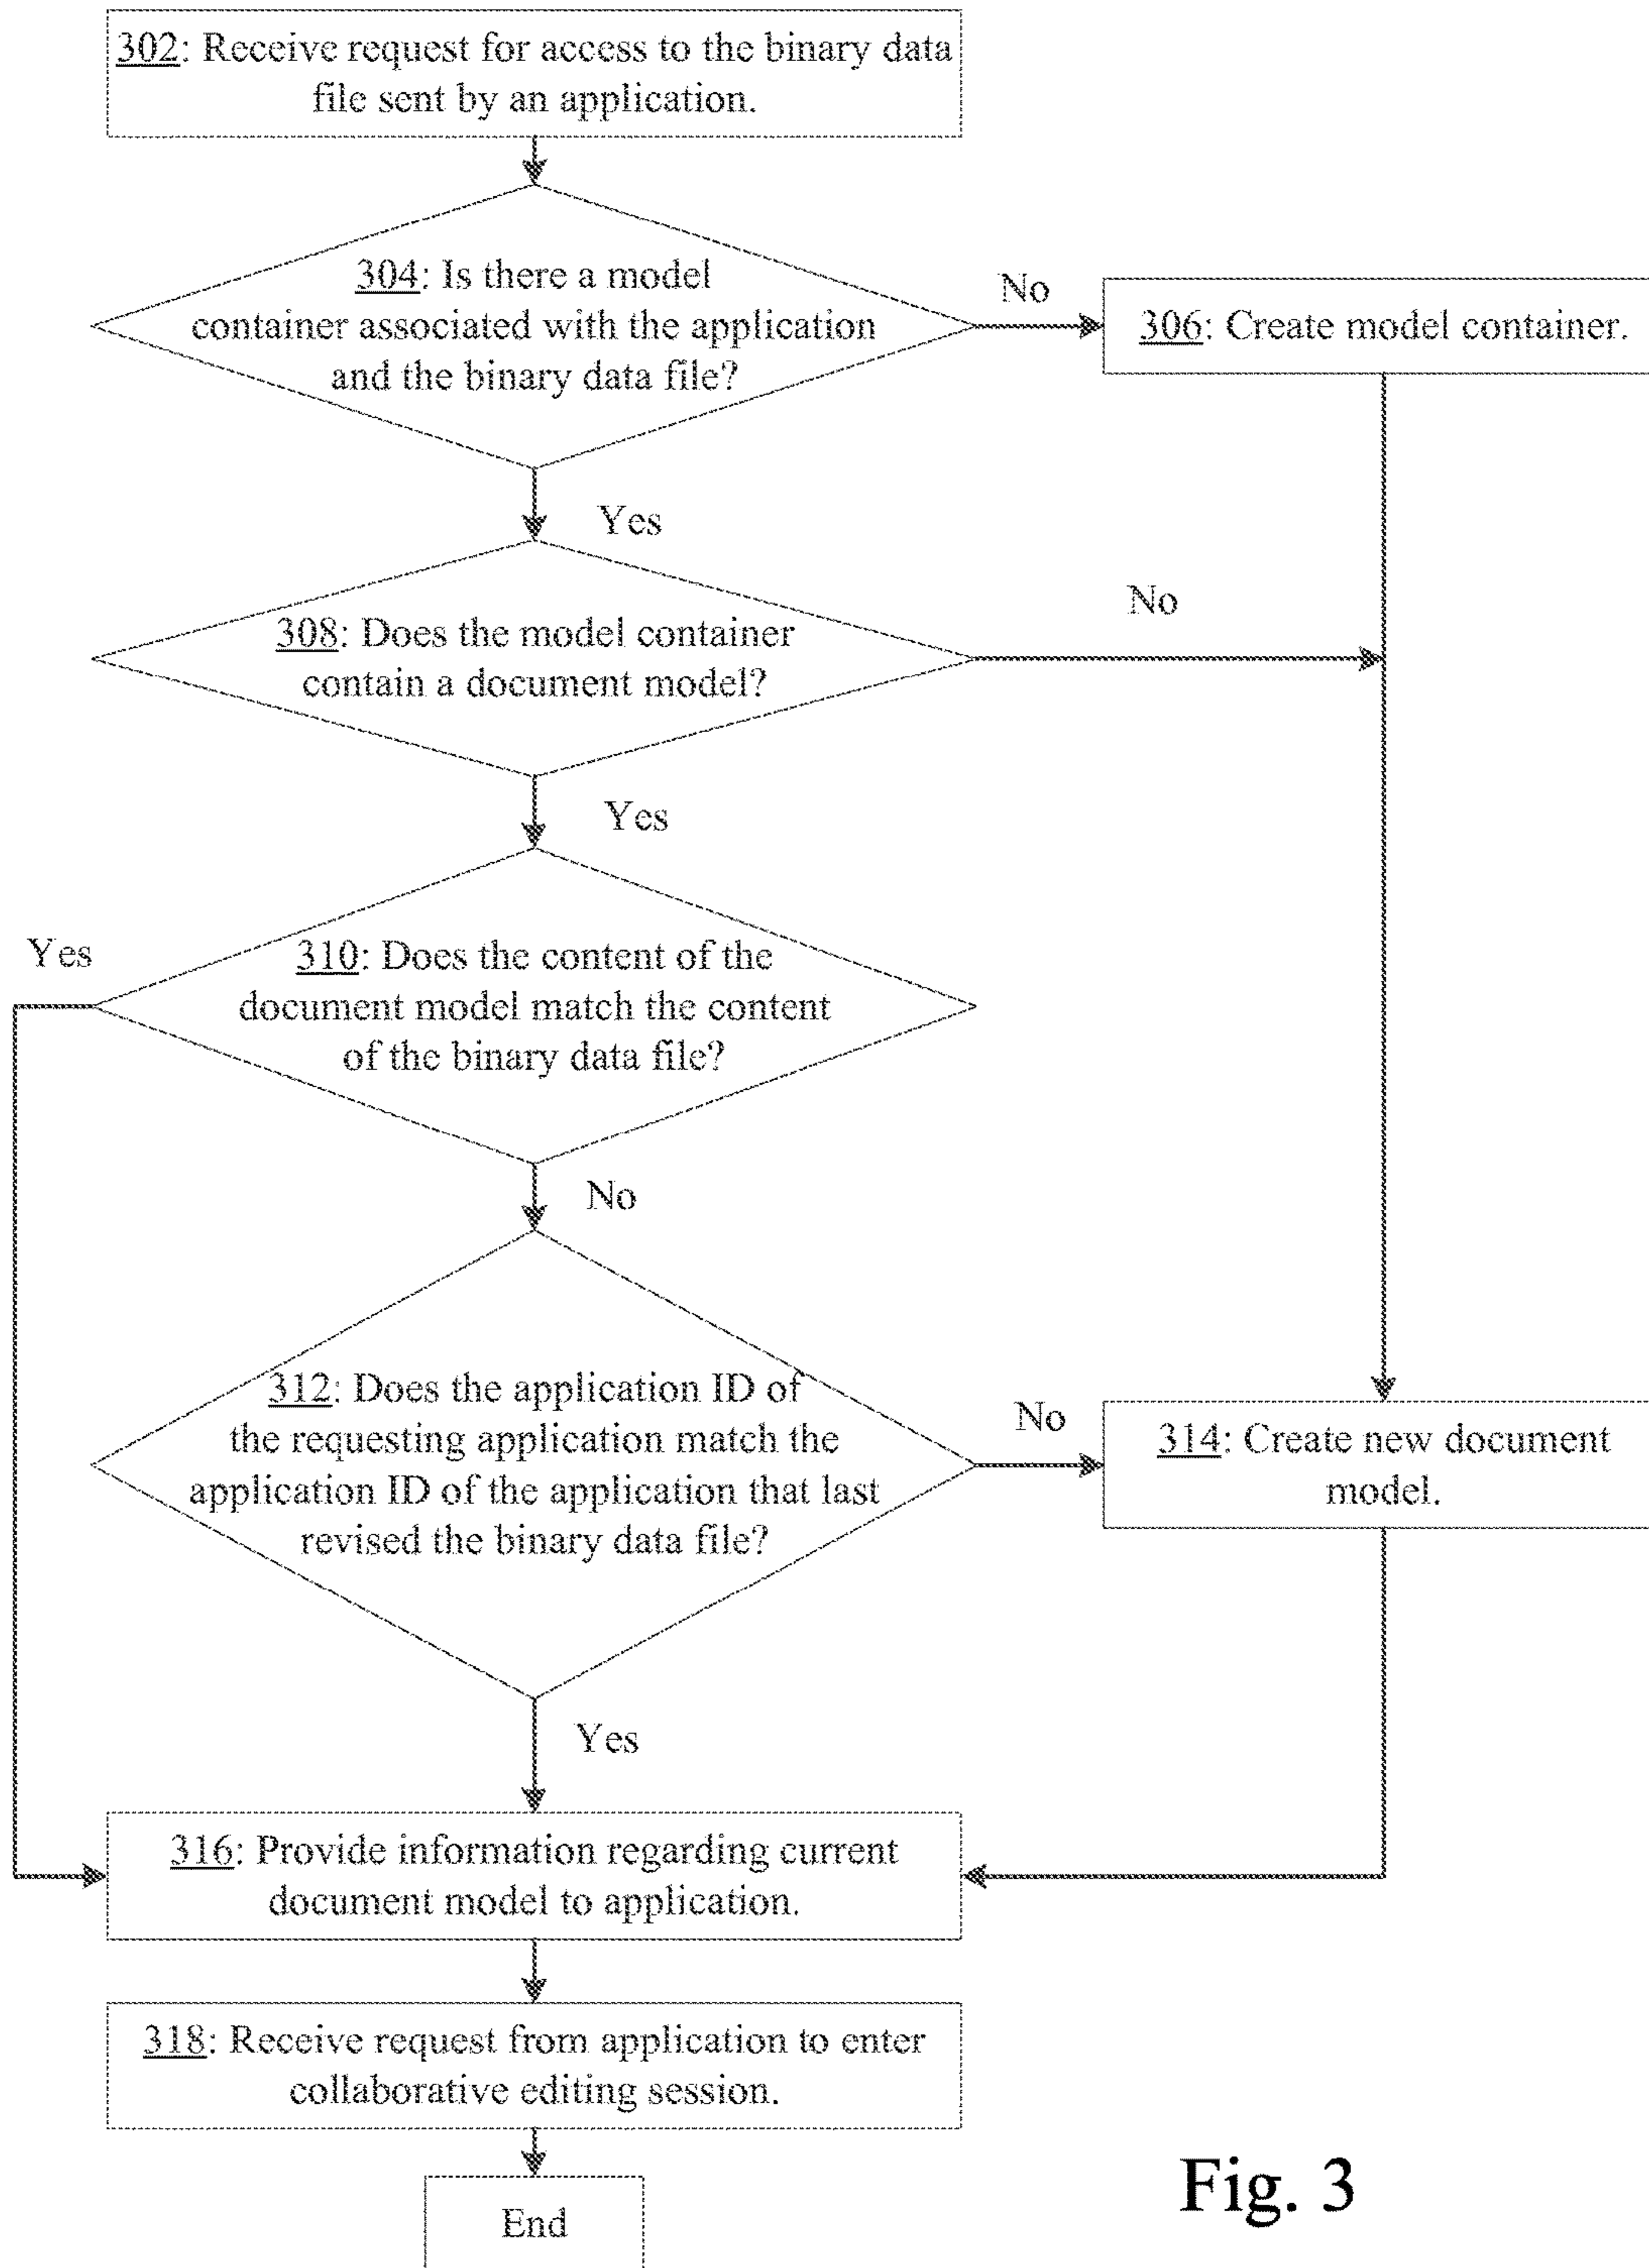 302: Receive request for access to the binary data
file sent by an application.
304: Is there a model
container associated with the application
and the binary data file?
No
306: Create model container.
Yes
308: Does the model container
contain a document model?
No
Yes
310: Does the content of the
document model match the content
of the binary data file?
Yes
No
312: Does the application ID of
the requesting application match the
application ID of the application that last
revised the binary data file?
No
314: Create new document
model.
Yes
316: Provide information regarding current
document model to application.
318: Receive request from application to enter
collaborative editing session.
End
Fig. 3